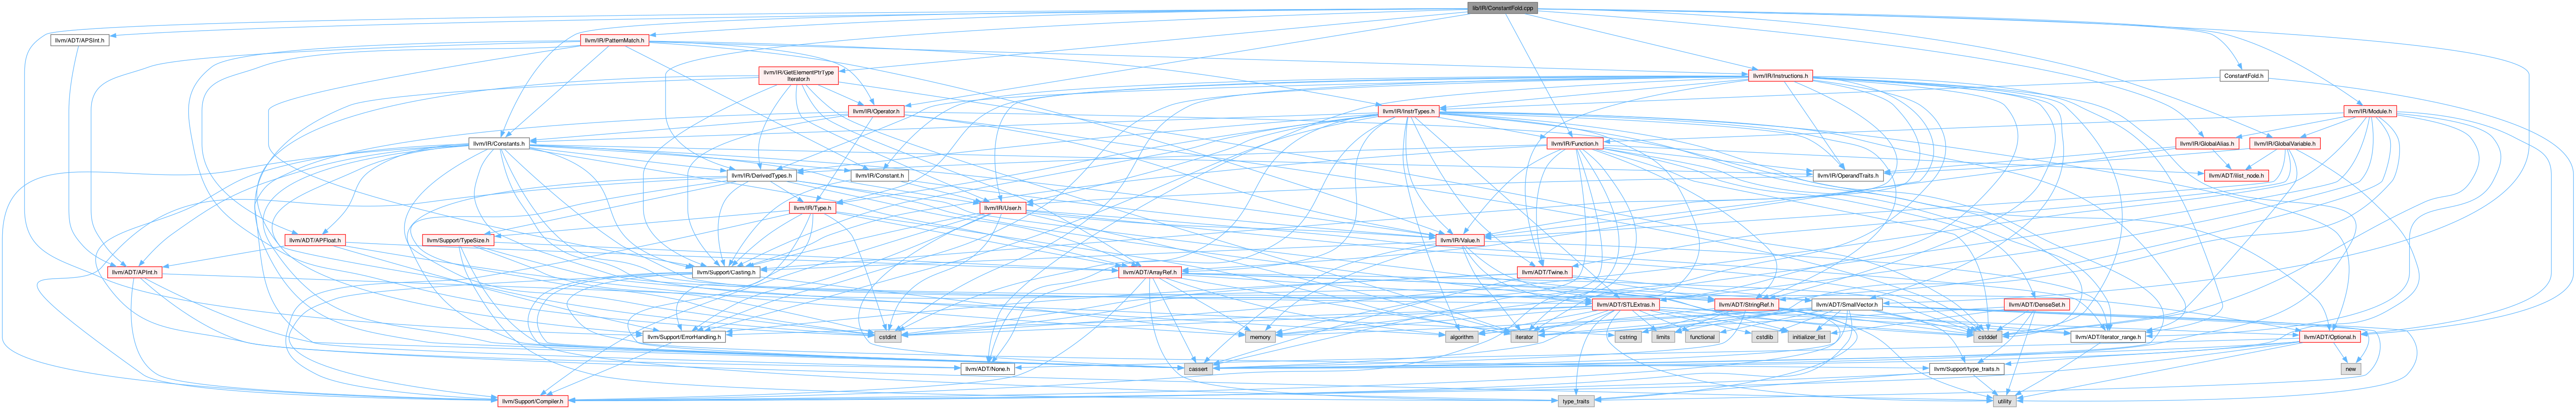 lib/IR/ConstantFold.cpp
llvm/ADT/APSInt.h
llvm/IR/PatternMatch.h
llvm/IR/GetElementPtrType
Iterator.h
llvm/IR/Instructions.h
ConstantFold.h
llvm/IR/Operator.h
llvm/IR/InstrTypes.h
llvm/IR/Module.h
llvm/IR/Constants.h
llvm/IR/Function.h
llvm/IR/GlobalAlias.h
llvm/IR/GlobalVariable.h
llvm/IR/DerivedTypes.h
llvm/IR/Constant.h
llvm/IR/OperandTraits.h
llvm/ADT/ilist_node.h
llvm/IR/Type.h
llvm/IR/User.h
llvm/ADT/APFloat.h
llvm/Support/TypeSize.h
llvm/IR/Value.h
llvm/ADT/APInt.h
llvm/Support/Casting.h
llvm/ADT/ArrayRef.h
llvm/ADT/Twine.h
llvm/ADT/STLExtras.h
llvm/ADT/StringRef.h
llvm/ADT/SmallVector.h
llvm/ADT/DenseSet.h
llvm/Support/ErrorHandling.h
cstdint
memory
algorithm
iterator
cstring
limits
functional
cstdlib
initializer_list
cstddef
llvm/ADT/iterator_range.h
llvm/ADT/Optional.h
llvm/ADT/None.h
cassert
llvm/Support/type_traits.h
new
llvm/Support/Compiler.h
type_traits
utility